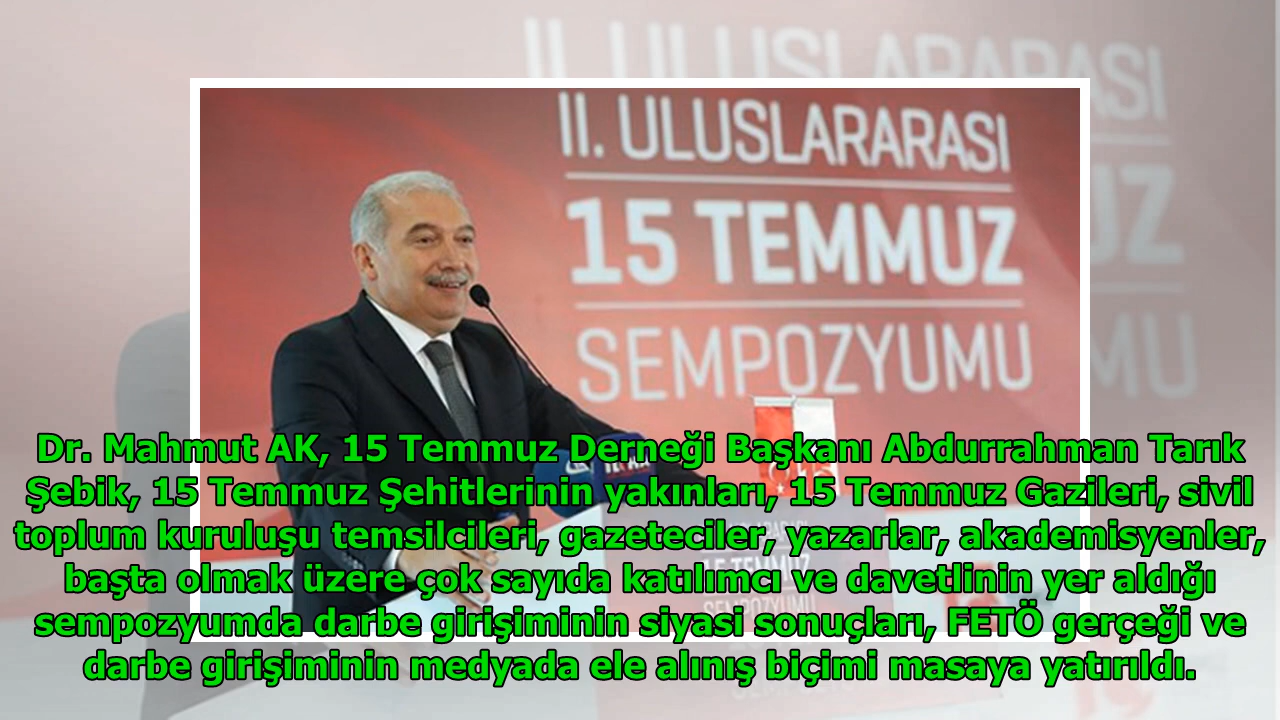 II. ULUSLARARASI
15 TEMMUZ
SEMPOZYUMU
Dr. Mahmut AK, 15 Temmuz Derneği Başkanı Abdurrahman Tarık
Şebik, 15 Temmuz Şehitlerinin yakınları, 15 Temmuz Gazileri, sivil
toplum kuruluşu temsilcileri, gazeteciler, yazarlar, akademisyenler,
başta olmak üzere çok sayıda katılımcı ve davetlinin yer aldığı
sempozyumda darbe girişiminin siyasi sonuçları, FETÖ gerçeği ve
darbe girişiminin medyada ele alınış biçimi masaya yatırıldı.